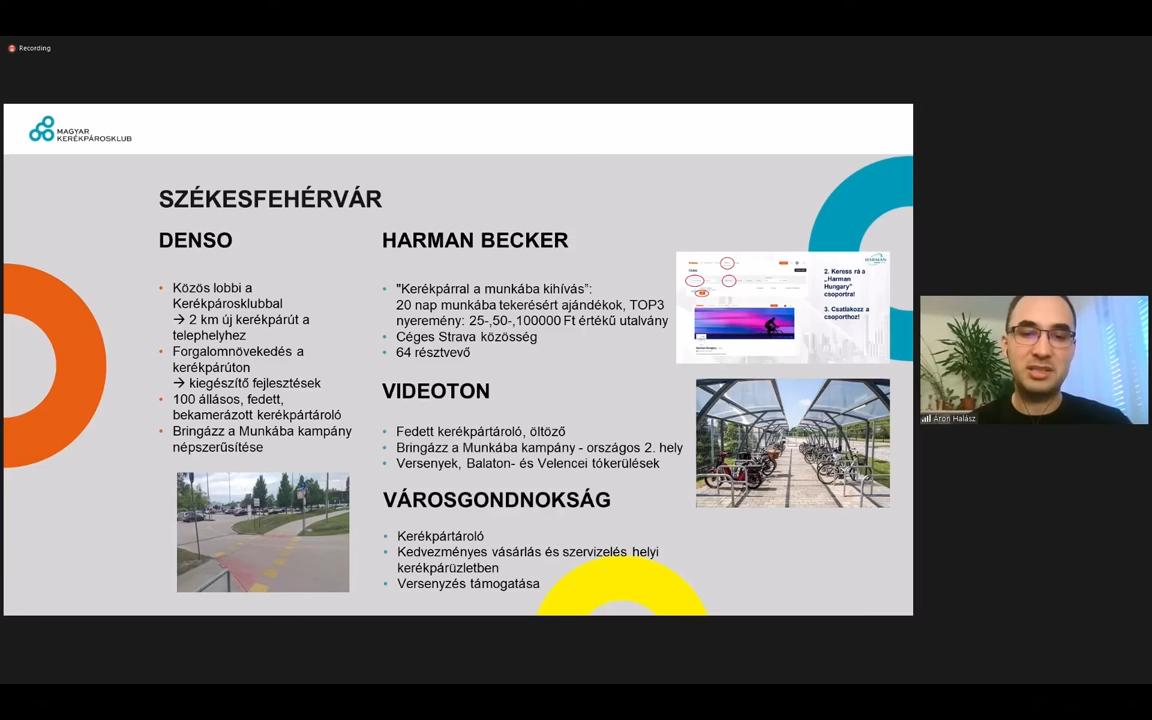 Recording
MAGYAR
KERÉKPÁROSKLUB
SZÉKESFEHÉRVÁR
DENSO
Közös lobbi a
Kerékpárosklubbal
→ 2 km új kerékpárút a
telephelyhez
Forgalomnövekedés a
kerékpárúton
→ kiegészítő fejlesztések
100 állásos, fedett,
bekamerázott kerékpártároló
Bringázz a Munkába kampány
népszerűsítése
HARMAN BECKER
"Kerékpárral a munkába kihívás”:
20 nap munkába tekerésért ajándékok, TOP3
nyeremény: 25-,50-,100000 Ft értékű utalvány
Céges Strava közösség
64 résztvevő
VIDEOTON
Fedett kerékpártároló, öltöző
Bringázz a Munkába kampány - országos 2. hely
Versenyek, Balaton- és Velencei tókerülések
VÁROSGONDNOKSÁG
Kerékpártároló
Kedvezményes vásárlás és szervizelés helyi
kerékpárüzletben
Versenyzés támogatása
HARMAN
2. Keress rá a
„Harman
Hungary”
csoportra!
3. Csatlakozz a
csoporthoz!
Áron Halász